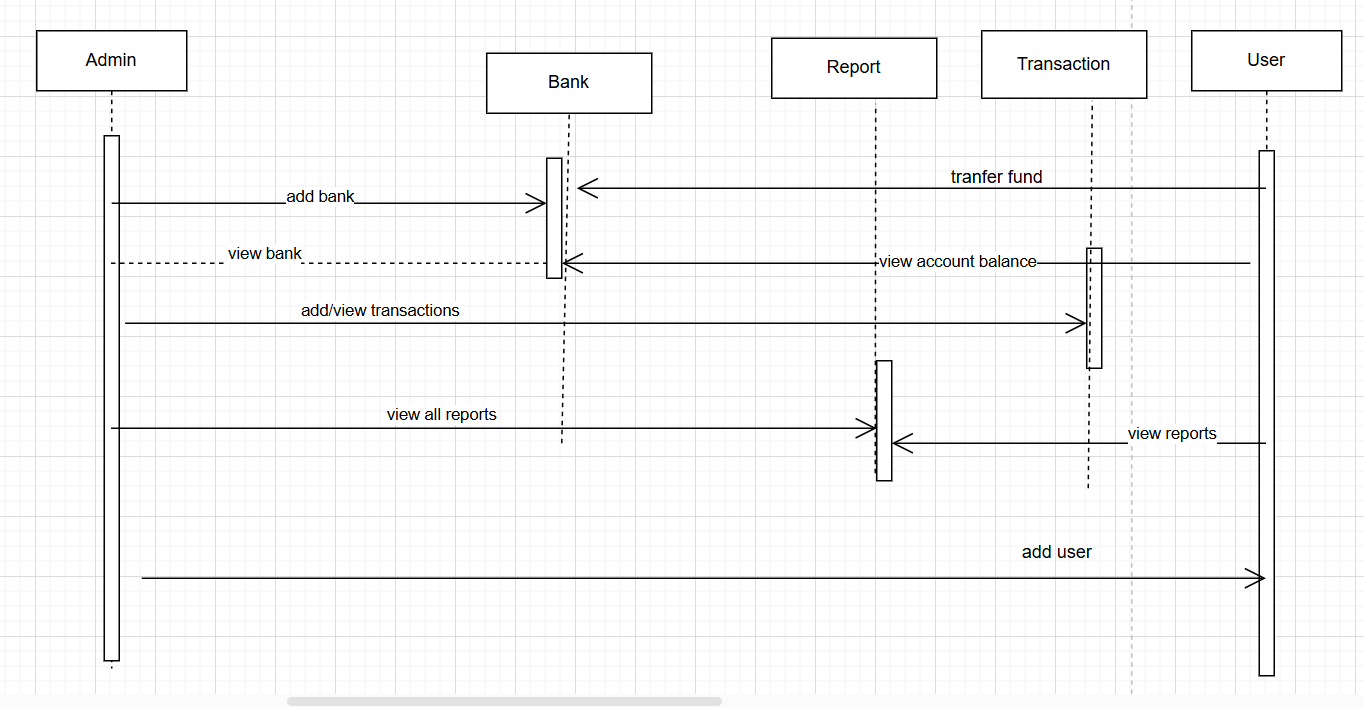 Admin
Bank
Report
Transaction
User
tranfer fund
add bank
view bank
view account balance
add/view transactions
view all reports
view reports
add user